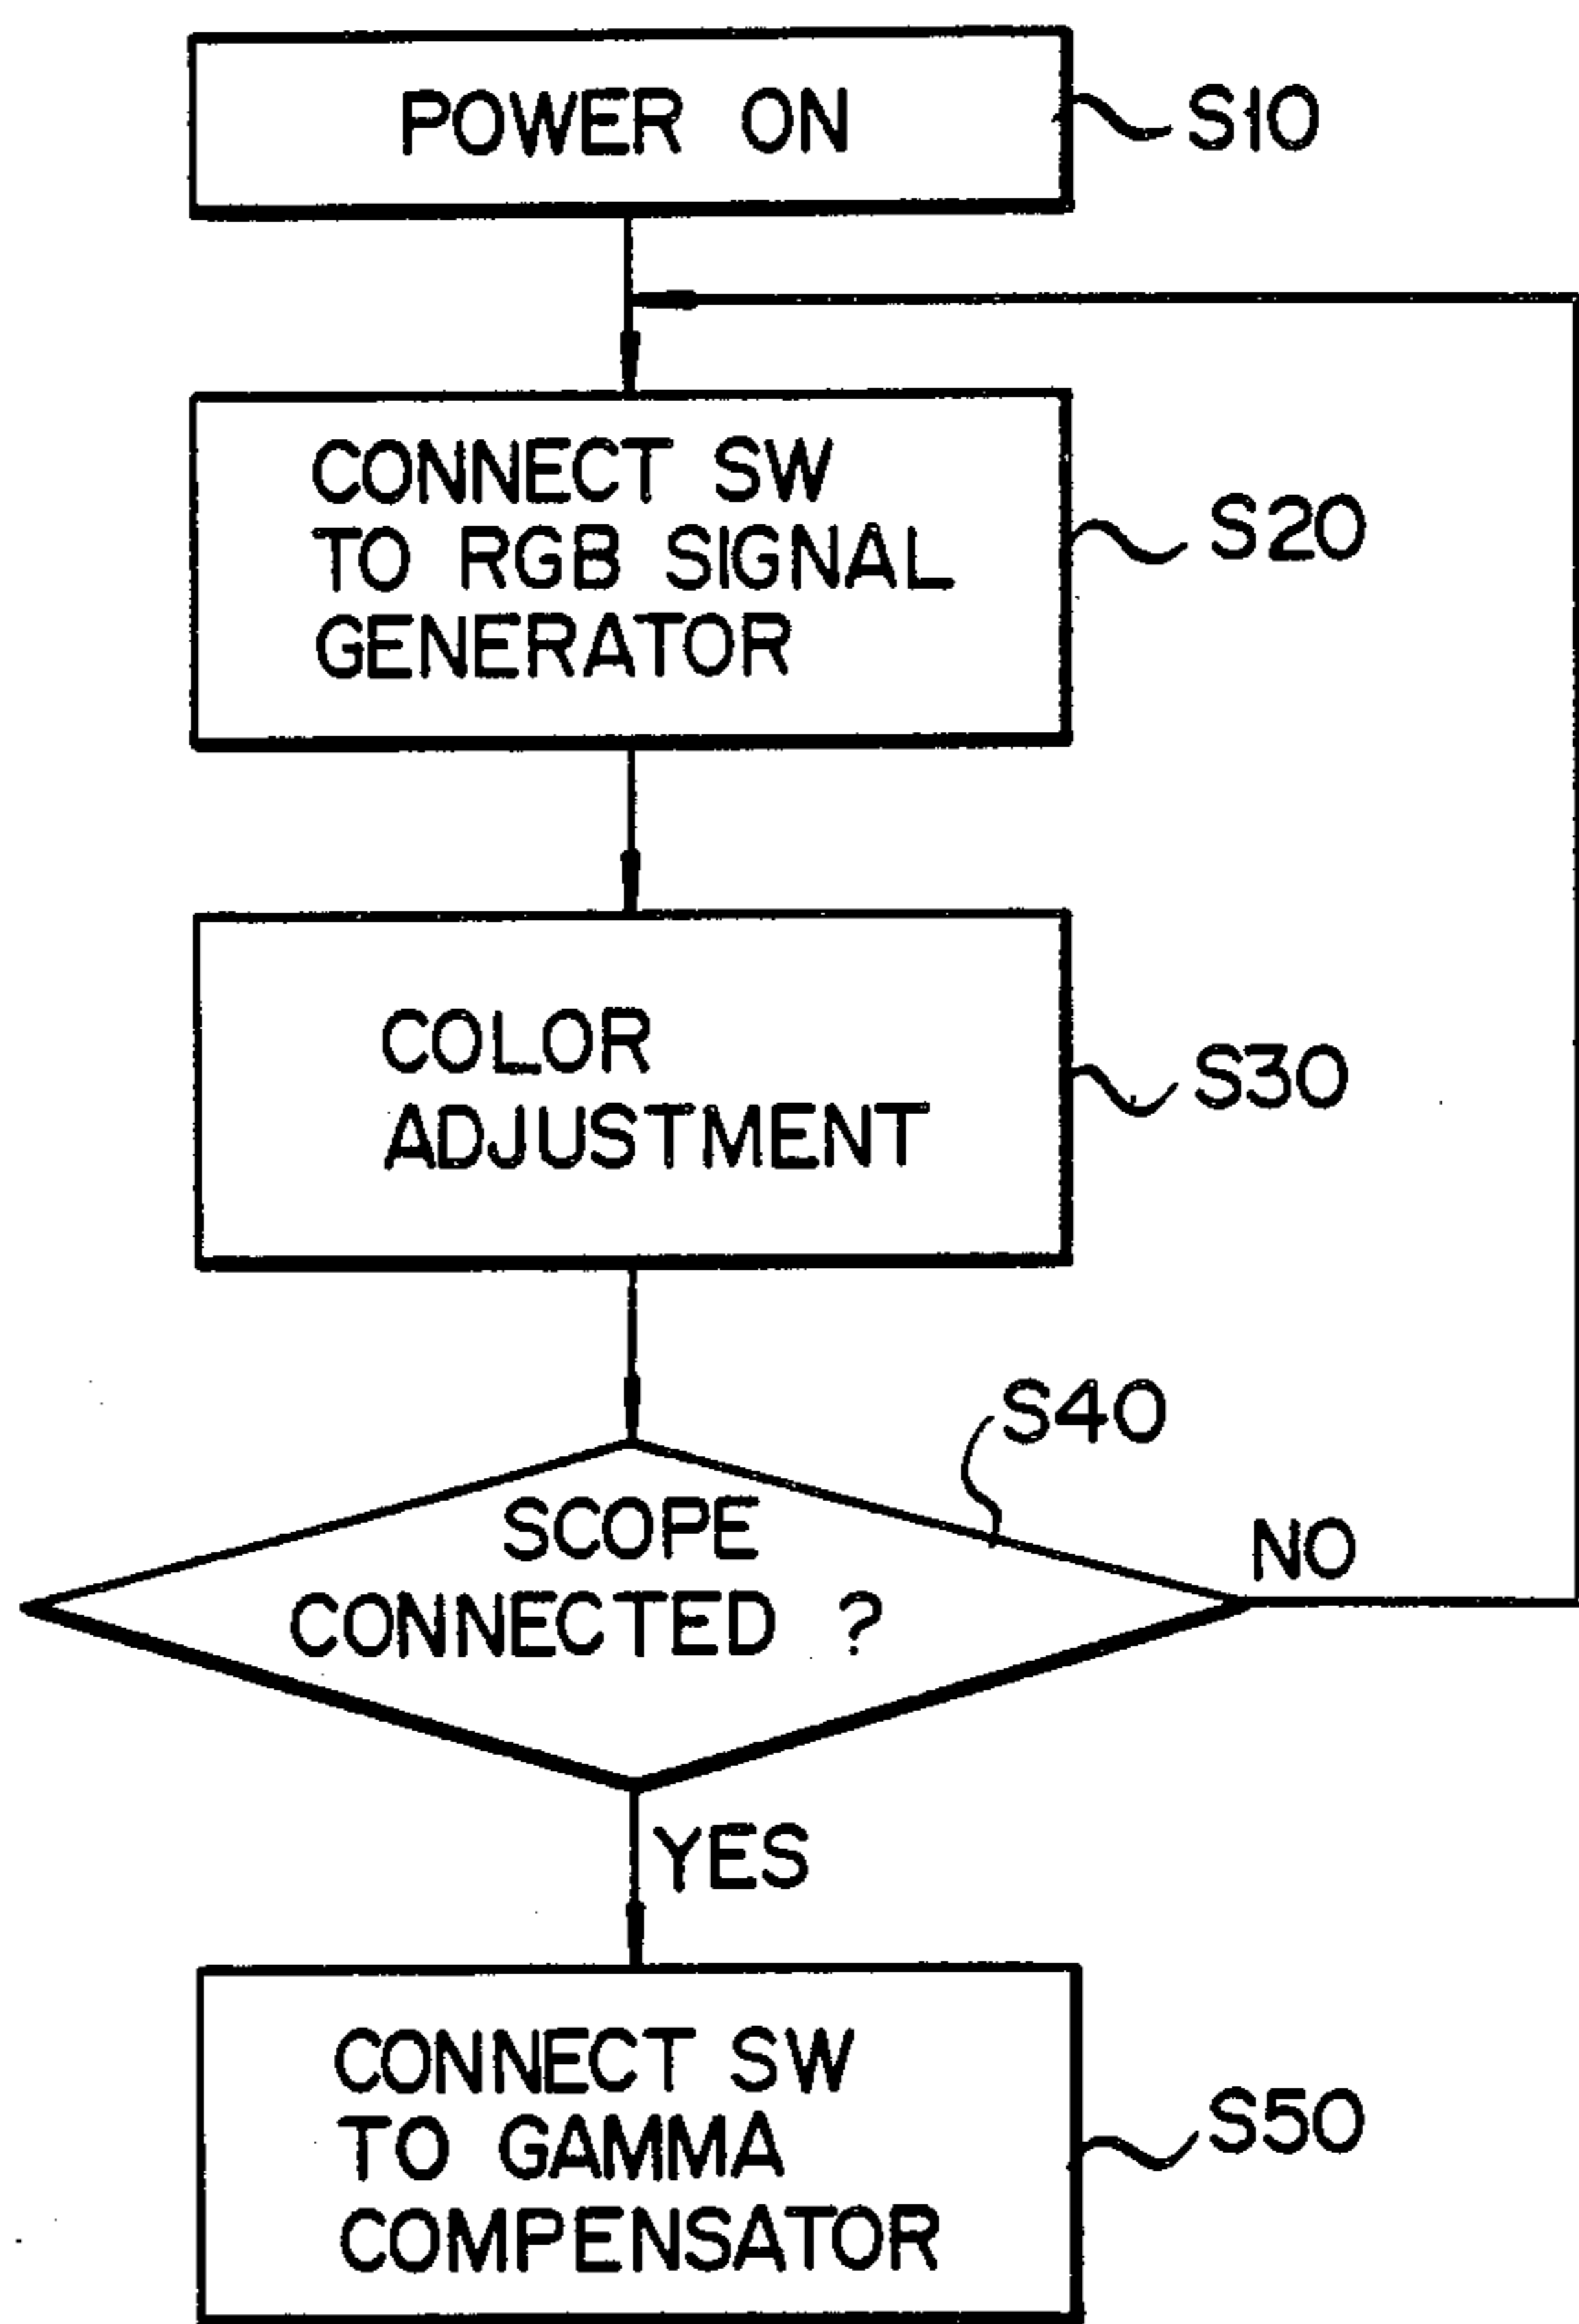 POWER ON
S10
CONNECT SW
TO RGB SIGNAL
GENERATOR
S20
COLOR
ADJUSTMENT
S30
S40
SCOPE
CONNECTED ?
NO
YES
CONNECT SW
TO GAMMA
COMPENSATOR
S50